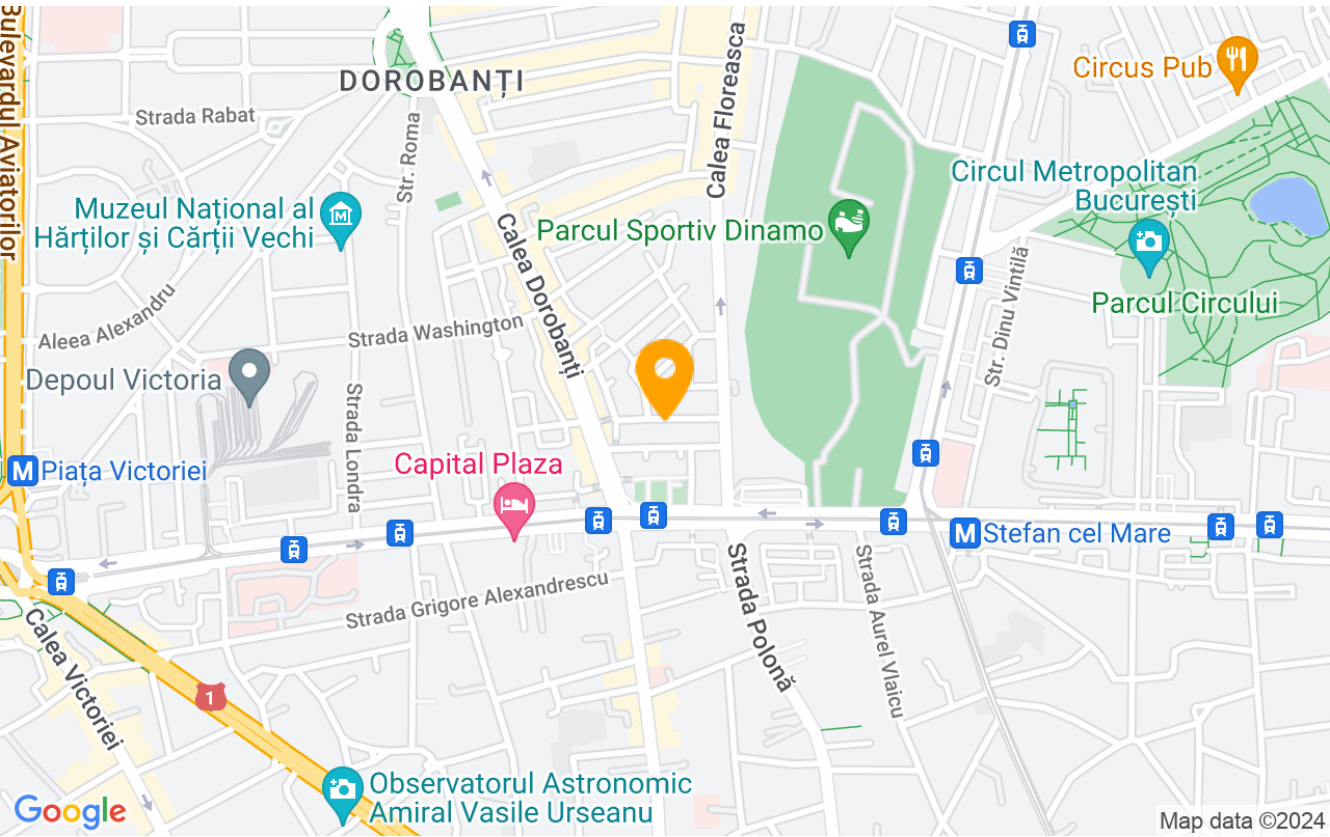 Bulevardul Aviatorilor
DOROBANȚI
Calea Floreasca
Circus Pub
Strada Rabat
Str. Roma
Circul Metropolitan
București
Muzeul Național al
Hărților și Cărții Vechi
Calea Dorobanți
Parcul Sportiv Dinamo
Str. Dinu Vintilă
Parcul Circului
Aleea Alexandru
Strada Washington
Depoul Victoria
Strada Londra
M Piața Victoriei
Capital Plaza
M Stefan cel Mare
Strada Grigore Alexandrescu
Strada Polonă
Strada Aurel Vlaicu
Calea Victoriei
1
Observatorul Astronomic
Amiral Vasile Urseanu
Google
Map data ©2024